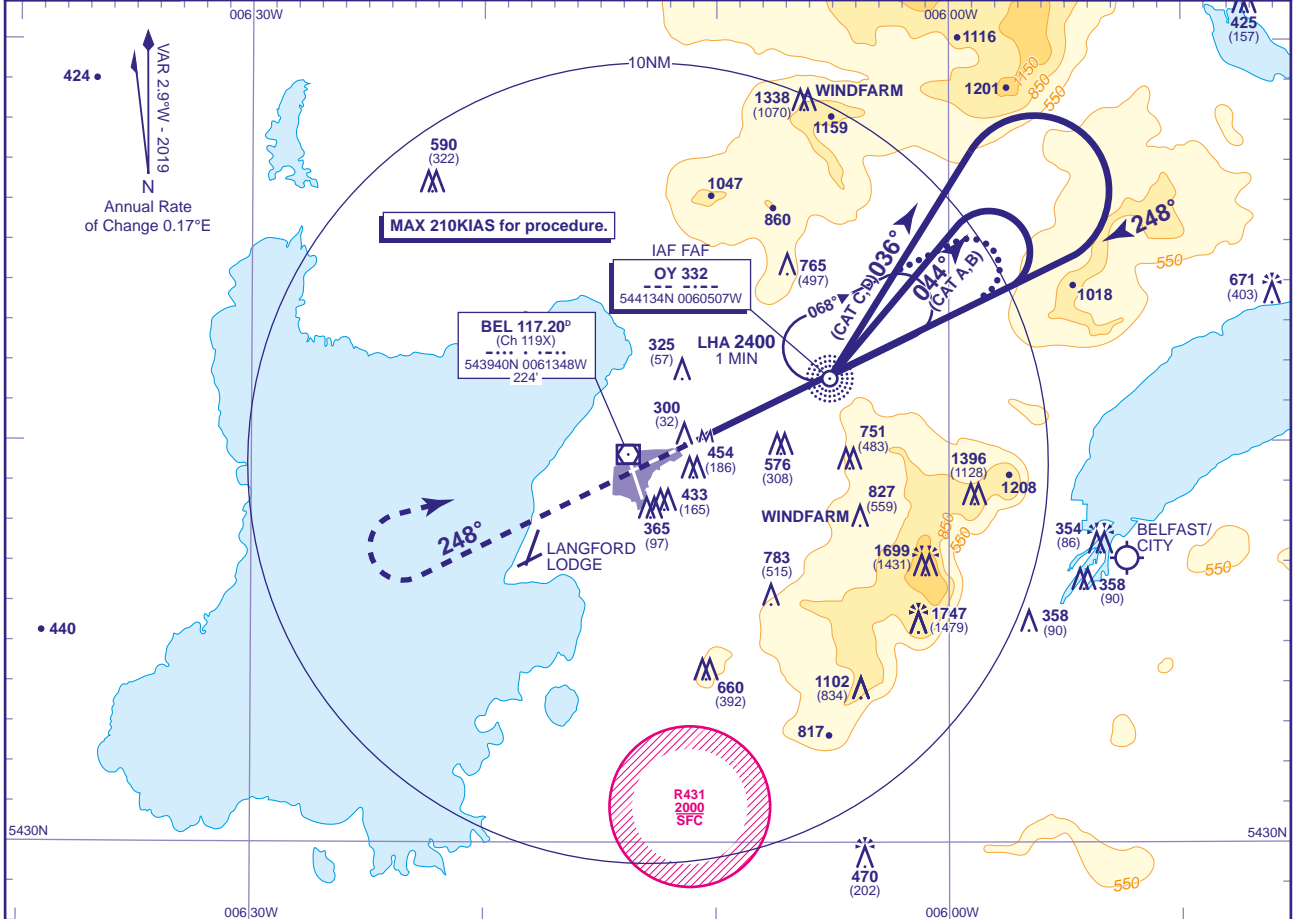 006:30W
006:00W
425
(157)
1116
424
VAR 2.9°W - 2019
N
Annual Rate
of Change 0.17°E
10NM
1338
(1070)
WINDFARM
1159
1201
1150
850
550
590
(322)
1047
860
MAX 210KIAS for procedure.
IAF FAF
OY 332
--- -.--
544134N 0060507W
765
(497)
068°
(CAT C,D)
036°
044°
(CAT A,B)
248°
550
1018
671
(403)
BEL 117.20D
(Ch 119X)
-... . .-..
543940N 0061348W
224'
LHA 2400
1 MIN
325
(57)
300
(32)
454
(186)
576
(308)
751
(483)
1396
(1128)
1208
433
(165)
365
(97)
827
(559)
WINDFARM
850
550
248°
LANGFORD
LODGE
783
(515)
1699
(1431)
354
(86)
BELFAST/
CITY
550
358
(90)
358
(90)
440
1747
(1479)
660
(392)
1102
(834)
817
R431
2000
SFC
5430N
5430N
470
(202)
550
006:30W
006:00W